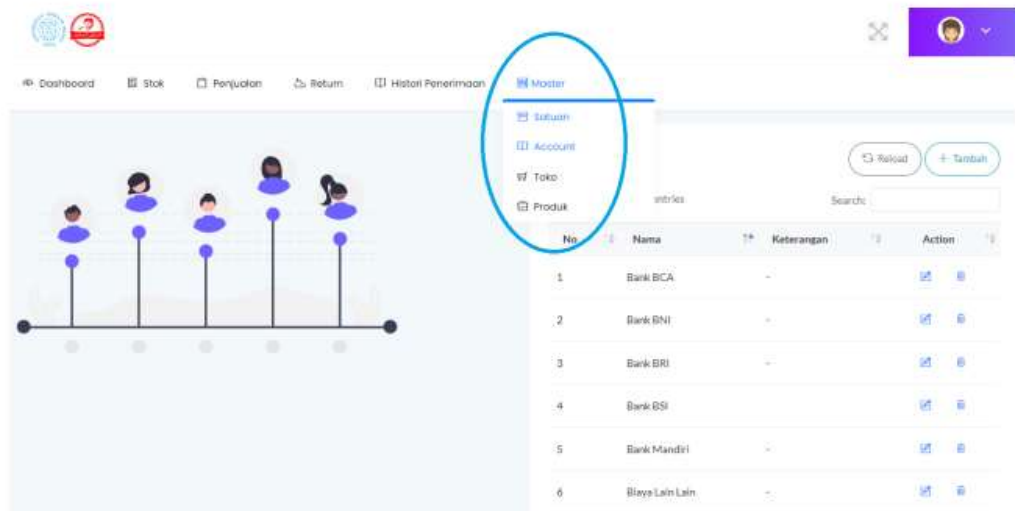 Dashboard Stok Penjualan Return Histori Penerimaan Master
Satuan
Account
Toko
Produk
Reload + Tambah
entries Search:
No Nama Keterangan Action
1 Bank BCA -
2 Bank BNI -
3 Bank BRI -
4 Bank BSI
5 Bank Mandiri -
6 Biaya Lain Lain -